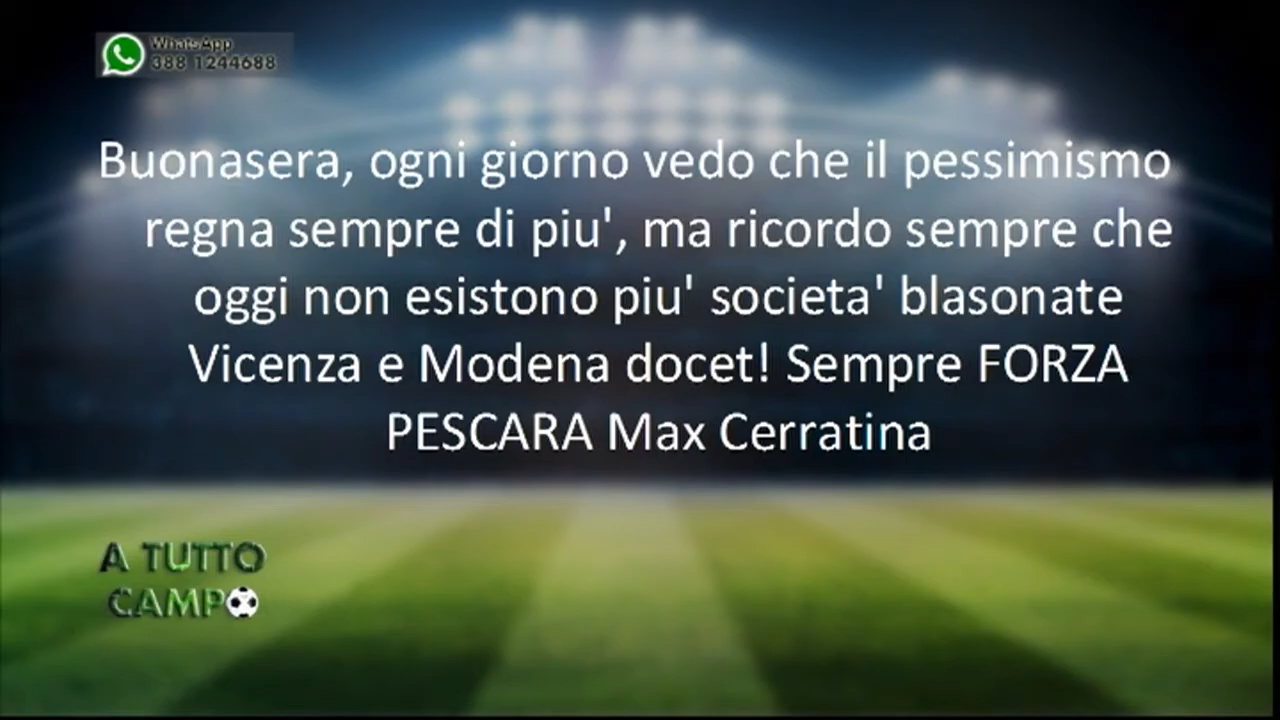 WhatsApp
388 1244688
Buonasera, ogni giorno vedo che il pessimismo
regna sempre di piu', ma ricordo sempre che
oggi non esistono piu' societa' blasonate
Vicenza e Modena docet! Sempre FORZA
PESCARA Max Cerratina
A TUTTO
CAMPO